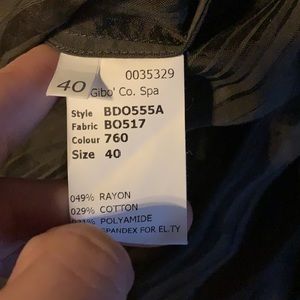 40
0035329
Gibo' Co. Spa
Style BDO555A
Fabric BO517
Colour 760
Size 40
049% RAYON
029% COTTON
POLYAMIDE
SPANDEX FOR EL.TY